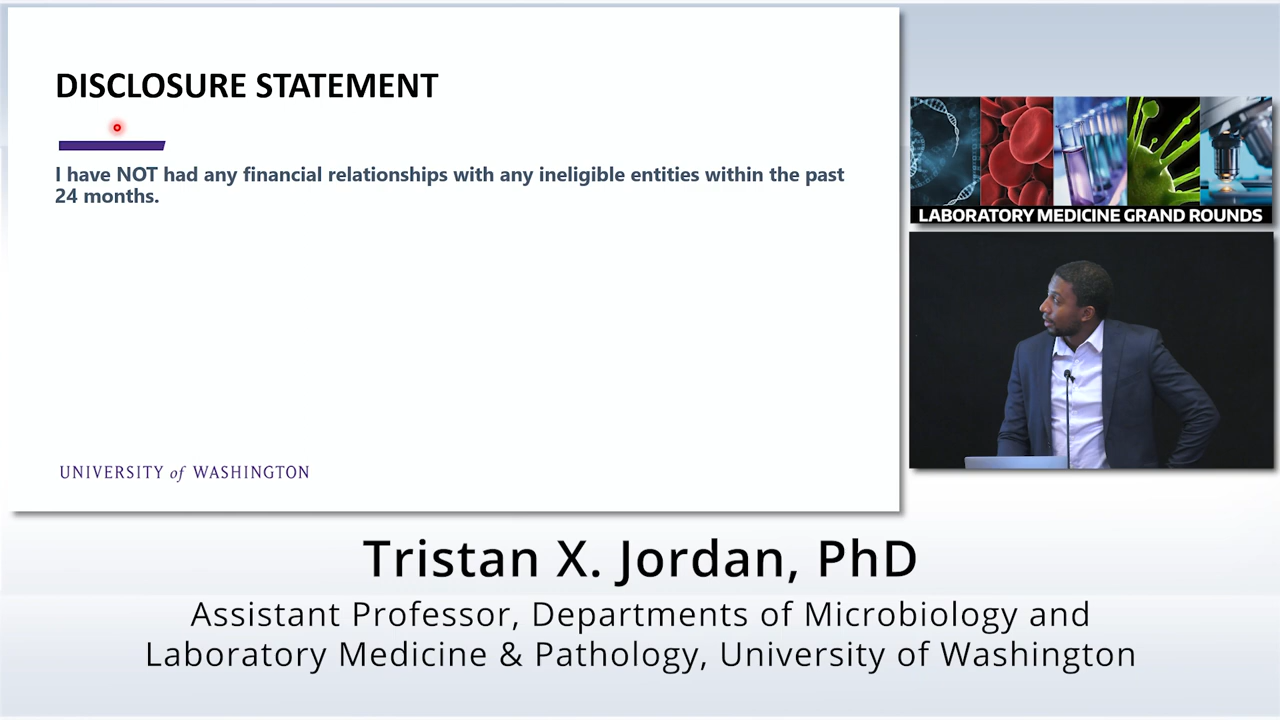 DISCLOSURE STATEMENT
I have NOT had any financial relationships with any ineligible entities within the past
24 months.
UNIVERSITY of WASHINGTON
LABORATORY MEDICINE GRAND ROUNDS
Tristan X. Jordan, PhD
Assistant Professor, Departments of Microbiology and
Laboratory Medicine & Pathology, University of Washington